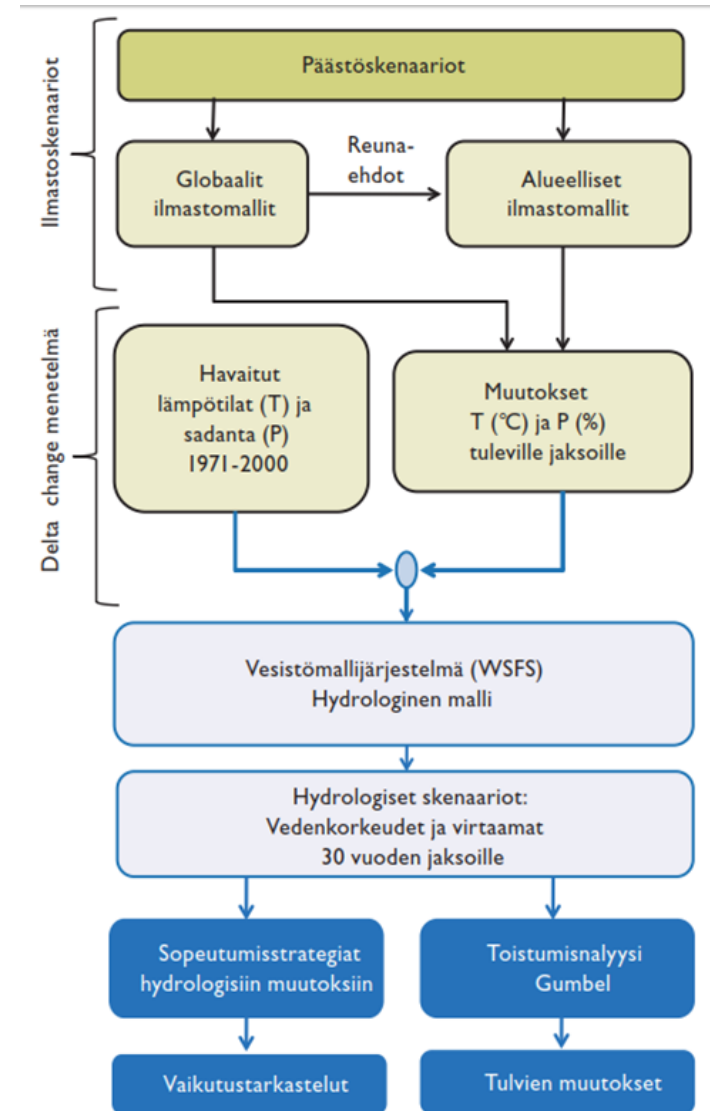 Ilmastoskenaariot
Päästöskenaariot
Globaalit
ilmastomallit
Reuna-
ehdot
Alueelliset
ilmastomallit
Delta change menetelmä
Havaitut
lämpötilat (T) ja
sadanta (P)
1971-2000
Muutokset
T (°C) ja P (%)
tuleville jaksoille
Vesistömallijärjestelmä (WSFS)
Hydrologinen malli
Hydrologiset skenaariot:
Vedenkorkeudet ja virtaamat
30 vuoden jaksoille
Sopeutumisstrategiat
hydrologisiin muutoksiin
Toistumisnalyysi
Gumbel
Vaikutustarkastelut
Tulvien muutokset